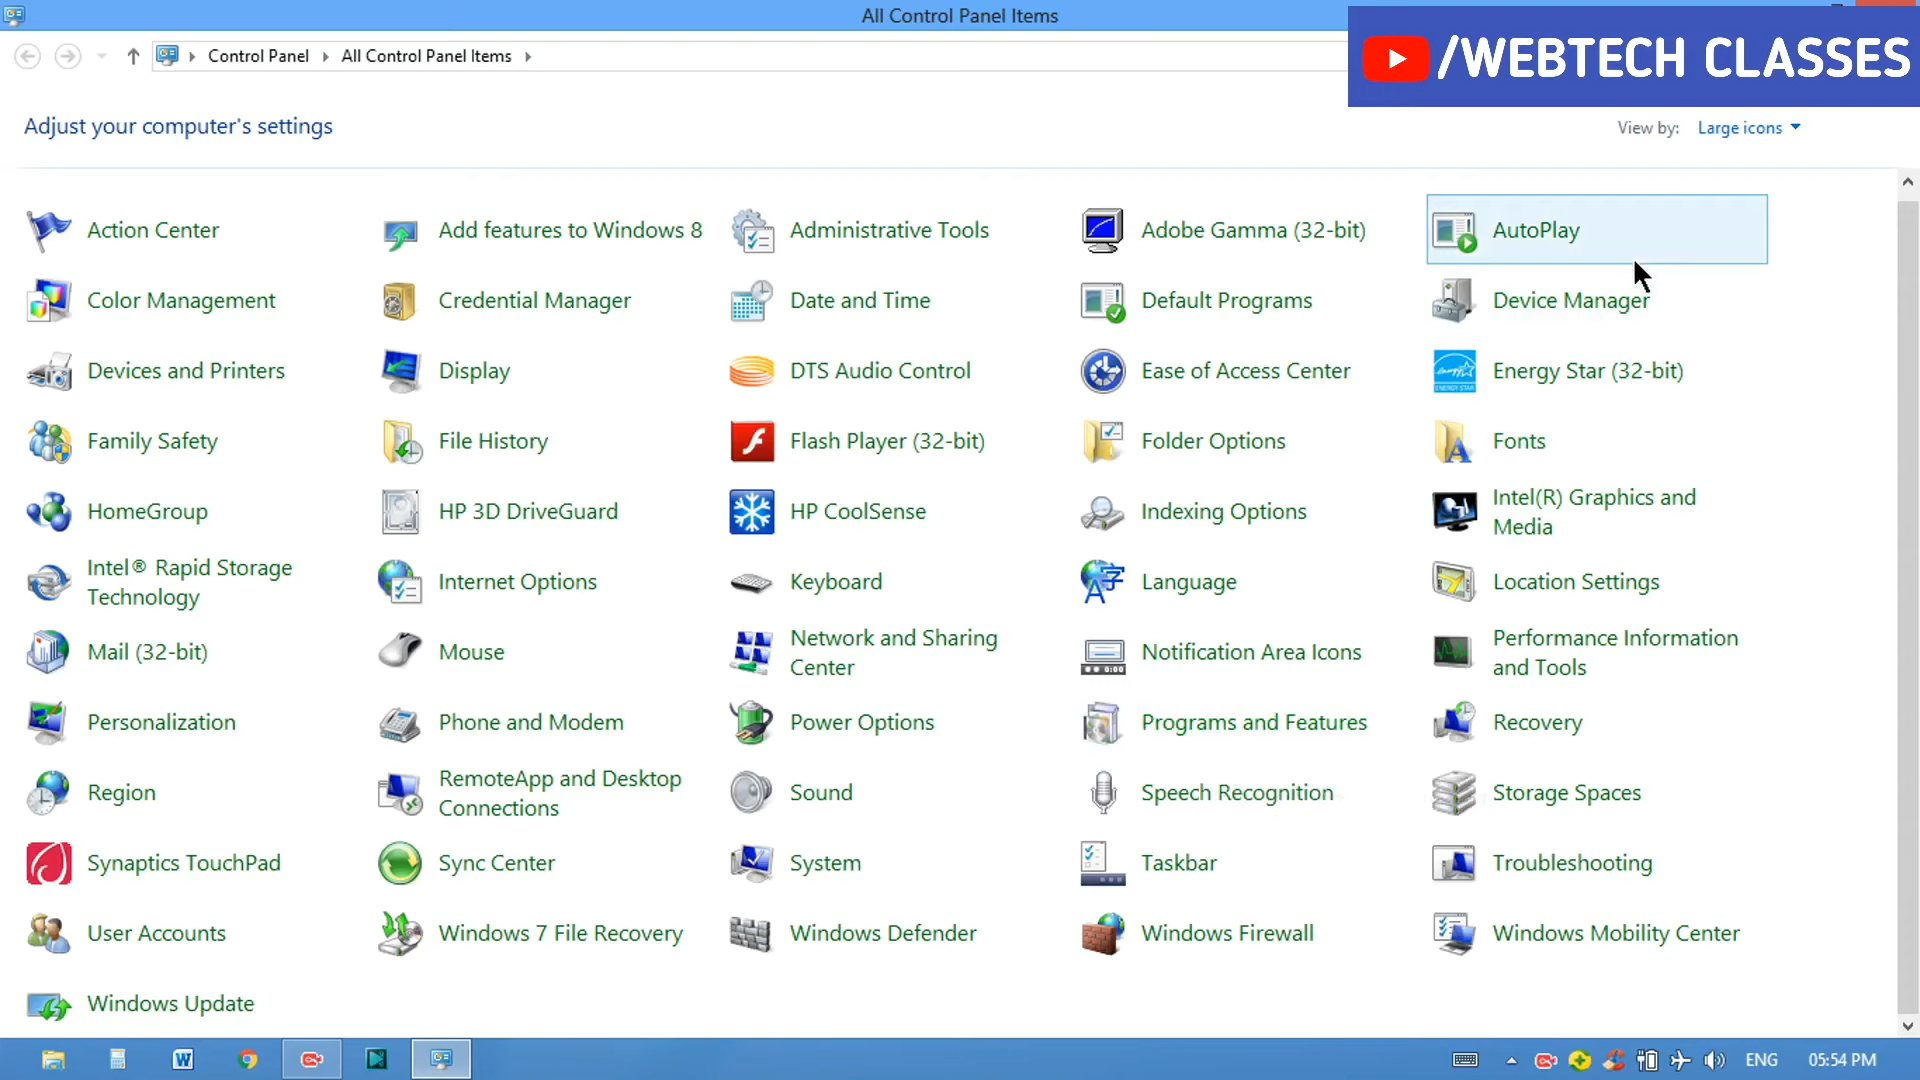 All Control Panel Items
/WEBTECH CLASSES
Control Panel
All Control Panel Items
Adjust your computer's settings
View by: Large icons
Action Center
Add features to Windows 8
Administrative Tools
Adobe Gamma (32-bit)
AutoPlay
Color Management
Credential Manager
Date and Time
Default Programs
Device Manager
Devices and Printers
Display
DTS Audio Control
Ease of Access Center
Energy Star (32-bit)
Family Safety
File History
Flash Player (32-bit)
Folder Options
Fonts
HomeGroup
HP 3D DriveGuard
HP CoolSense
Indexing Options
Intel(R) Graphics and
Media
Intel® Rapid Storage
Technology
Internet Options
Keyboard
Language
Location Settings
Mail (32-bit)
Mouse
Network and Sharing
Center
Notification Area Icons
Performance Information
and Tools
Personalization
Phone and Modem
Power Options
Programs and Features
Recovery
Region
RemoteApp and Desktop
Connections
Sound
Speech Recognition
Storage Spaces
Synaptics TouchPad
Sync Center
System
Taskbar
Troubleshooting
User Accounts
Windows 7 File Recovery
Windows Defender
Windows Firewall
Windows Mobility Center
Windows Update
ENG
05:54 PM